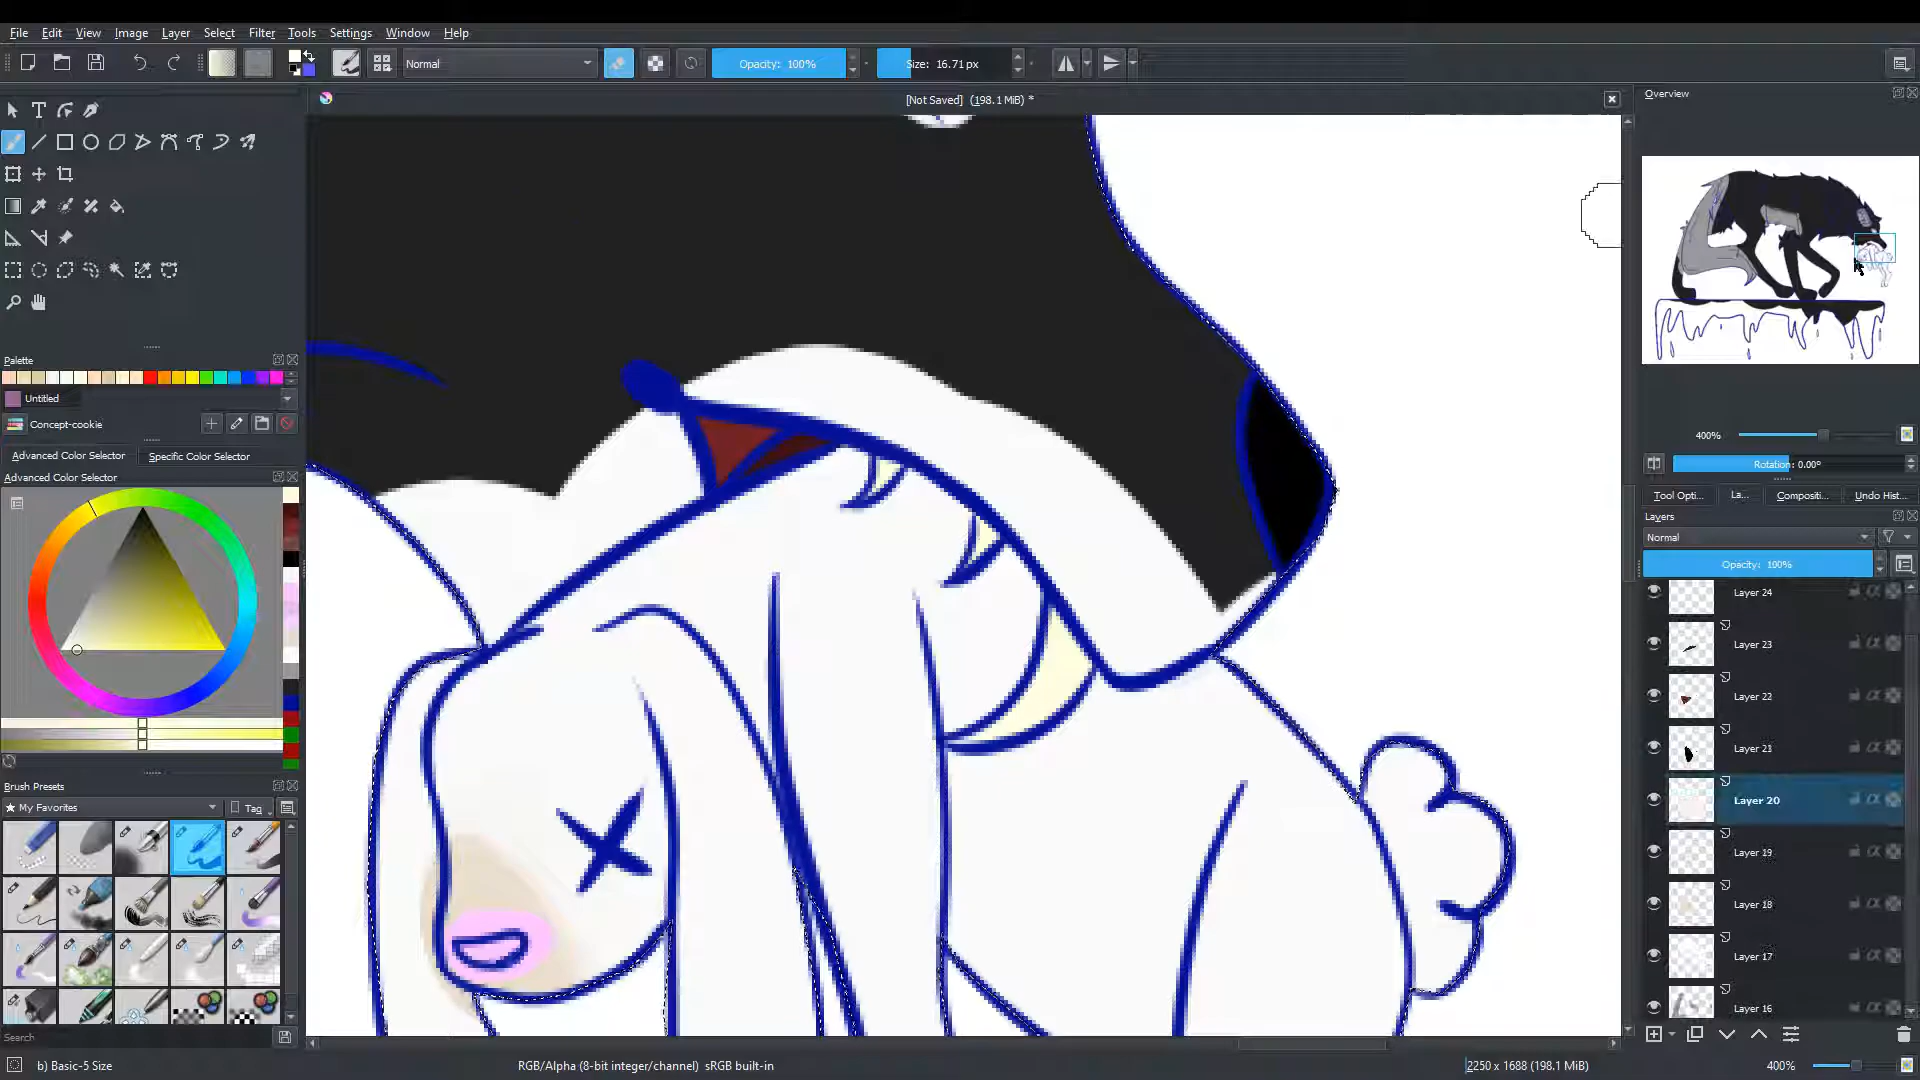 File Edit View Image Layer Select Filter Tools Settings Window Help
Normal
Opacity: 100%
Size: 16.71 px
[Not Saved] (198.1 MiB) *
Overview
Palette
Untitled
Concept-cookie
Advanced Color Selector
Specific Color Selector
Advanced Color Selector
Brush Presets
My Favorites
Tag
Search
b) Basic-5 Size
RGB/Alpha (8-bit integer/channel) sRGB built-in
2250 x 1688 (198.1 MiB)
400%
400%
Rotation: 0.00°
Tool Opti...
La...
Compositi...
Undo Hist...
Layers
Normal
Opacity: 100%
Layer 24
Layer 23
Layer 22
Layer 21
Layer 20
Layer 19
Layer 18
Layer 17
Layer 16